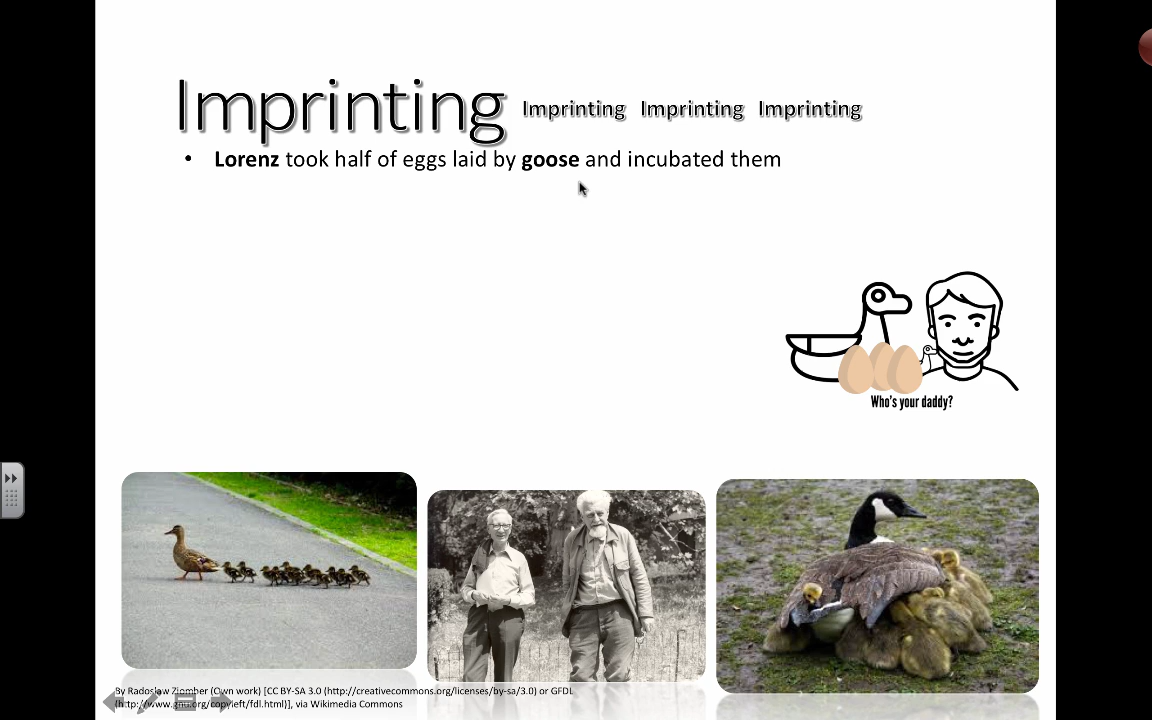 Imprinting Imprinting Imprinting Imprinting
• Lorenz took half of eggs laid by goose and incubated them
Who's your daddy?
By Radosław Ziomber (Own work) [CC BY-SA 3.0 (http://creativecommons.org/licenses/by-sa/3.0) or GFDL
(http://www.gnu.org/copyleft/fdl.html)], via Wikimedia Commons